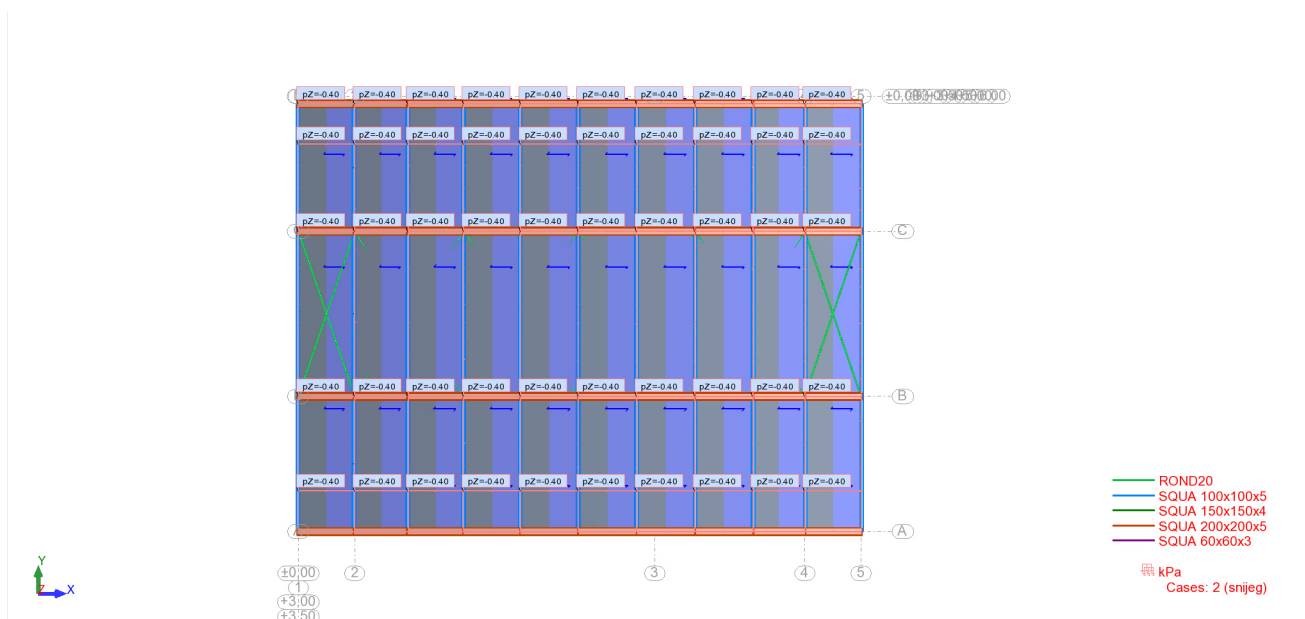 pZ=-0.40 pZ=-0.40 pZ=-0.40 pZ=-0.40 pZ=-0.40 pZ=-0.40 pZ=-0.40 pZ=-0.40 pZ=-0.40 pZ=-0.40 5
pZ=-0.40 pZ=-0.40 pZ=-0.40 pZ=-0.40 pZ=-0.40 pZ=-0.40 pZ=-0.40 pZ=-0.40 pZ=-0.40 pZ=-0.40
pZ=-0.40 pZ=-0.40 pZ=-0.40 pZ=-0.40 pZ=-0.40 pZ=-0.40 pZ=-0.40 pZ=-0.40 pZ=-0.40 pZ=-0.40
C
pZ=-0.40 pZ=-0.40 pZ=-0.40 pZ=-0.40 pZ=-0.40 pZ=-0.40 pZ=-0.40 pZ=-0.40 pZ=-0.40 pZ=-0.40
B
pZ=-0.40 pZ=-0.40 pZ=-0.40 pZ=-0.40 pZ=-0.40 pZ=-0.40 pZ=-0.40 pZ=-0.40 pZ=-0.40 pZ=-0.40
A
±0,00 2 3 4 5
1
+3,00
+3,50
Y
Z X
ROND20
SQUA 100x100x5
SQUA 150x150x4
SQUA 200x200x5
SQUA 60x60x3
kPa
Cases: 2 (snijeg)